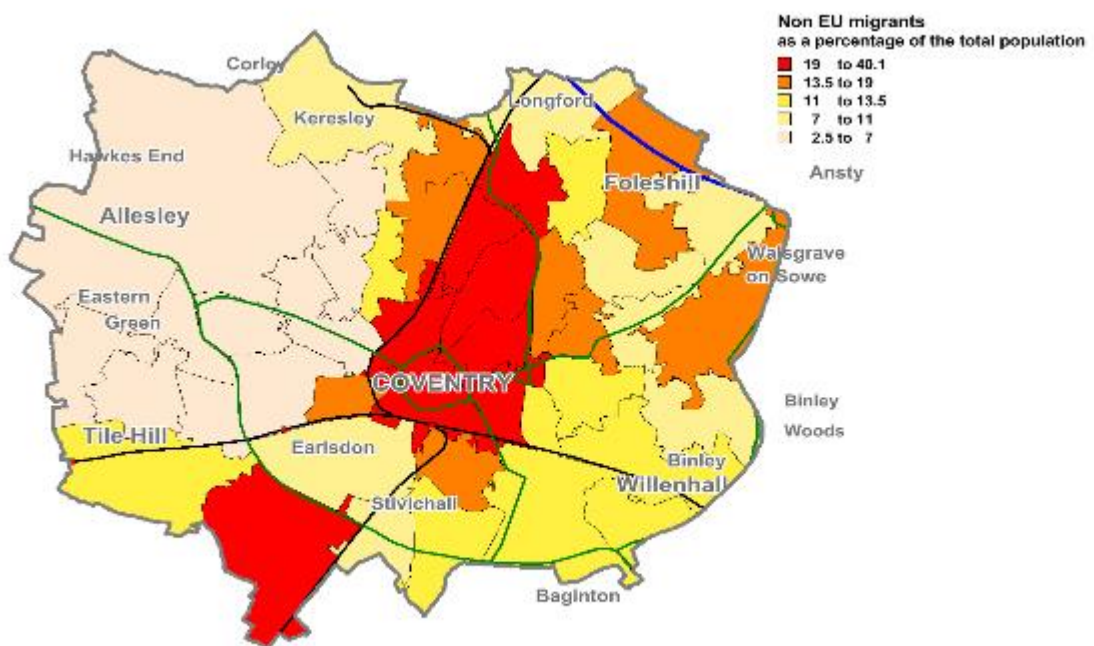 Non EU migrants
as a percentage of the total population
19 to 40.1
13.5 to 19
11 to 13.5
7 to 11
2.5 to 7
Corley
Longford
Keresley
Hawkes End
Ansty
Foleshill
Allesley
Walsgrave
on Sowe
Eastern
Green
COVENTRY
Binley
Woods
Tile Hill
Earlsdon
Binley
Willenhall
Stivichall
Baginton